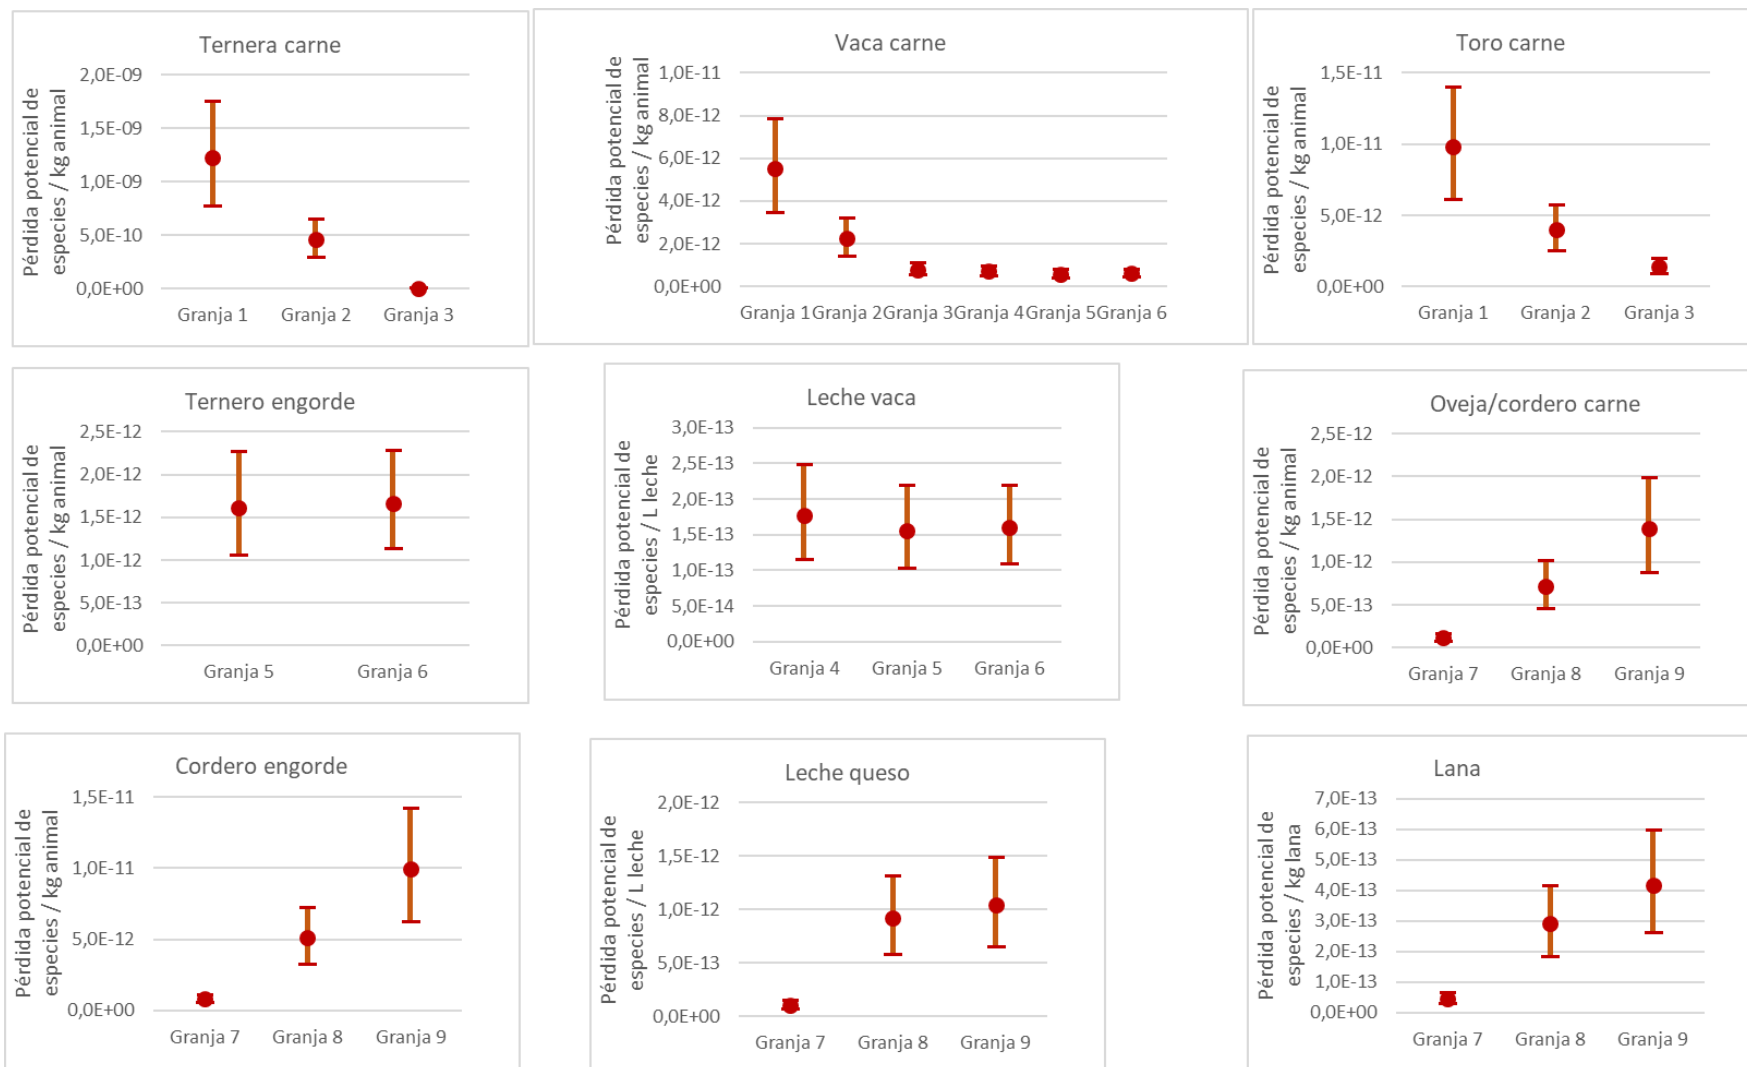 Ternera carne
Pérdida potencial de
especies / kg animal
2,0E-09
1,5E-09
1,0E-09
5,0E-10
0,0E+00
Granja 1
Granja 2
Granja 3
Vaca carne
Pérdida potencial de
especies / kg animal
1,0E-11
8,0E-12
6,0E-12
4,0E-12
2,0E-12
0,0E+00
Granja 1
Granja 2
Granja 3
Granja 4
Granja 5
Granja 6
Toro carne
Pérdida potencial de
especies / kg animal
1,5E-11
1,0E-11
5,0E-12
0,0E+00
Granja 1
Granja 2
Granja 3
Ternero engorde
Pérdida potencial de
especies / kg animal
2,5E-12
2,0E-12
1,5E-12
1,0E-12
5,0E-13
0,0E+00
Granja 5
Granja 6
Leche vaca
Pérdida potencial de
especies / L leche
3,0E-13
2,5E-13
2,0E-13
1,5E-13
1,0E-13
5,0E-14
0,0E+00
Granja 4
Granja 5
Granja 6
Oveja/cordero carne
Pérdida potencial de
especies / kg animal
2,5E-12
2,0E-12
1,5E-12
1,0E-12
5,0E-13
0,0E+00
Granja 7
Granja 8
Granja 9
Cordero engorde
Pérdida potencial de
especies / kg animal
1,5E-11
1,0E-11
5,0E-12
0,0E+00
Granja 7
Granja 8
Granja 9
Leche queso
Pérdida potencial de
especies / L leche
2,0E-12
1,5E-12
1,0E-12
5,0E-13
0,0E+00
Granja 7
Granja 8
Granja 9
Lana
Pérdida potencial de
especies / kg lana
7,0E-13
6,0E-13
5,0E-13
4,0E-13
3,0E-13
2,0E-13
1,0E-13
0,0E+00
Granja 7
Granja 8
Granja 9